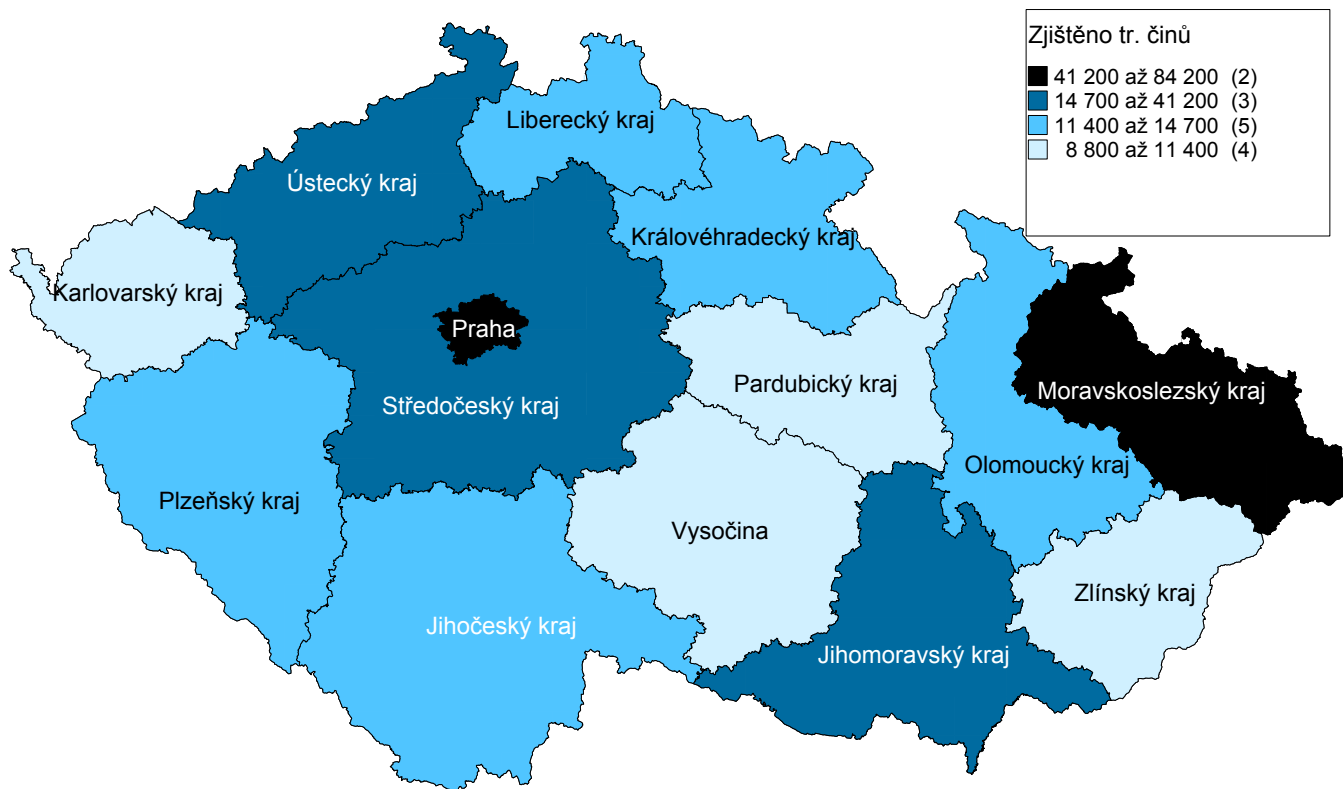 Zjištěno tr. činů
41 200 až 84 200 (2)
14 700 až 41 200 (3)
11 400 až 14 700 (5)
8 800 až 11 400 (4)
Liberecký kraj
Ústecký kraj
Královéhradecký kraj
Karlovarský kraj
Praha
Pardubický kraj
Moravskoslezský kraj
Středočeský kraj
Olomoucký kraj
Plzeňský kraj
Vysočina
Zlínský kraj
Jihočeský kraj
Jihomoravský kraj